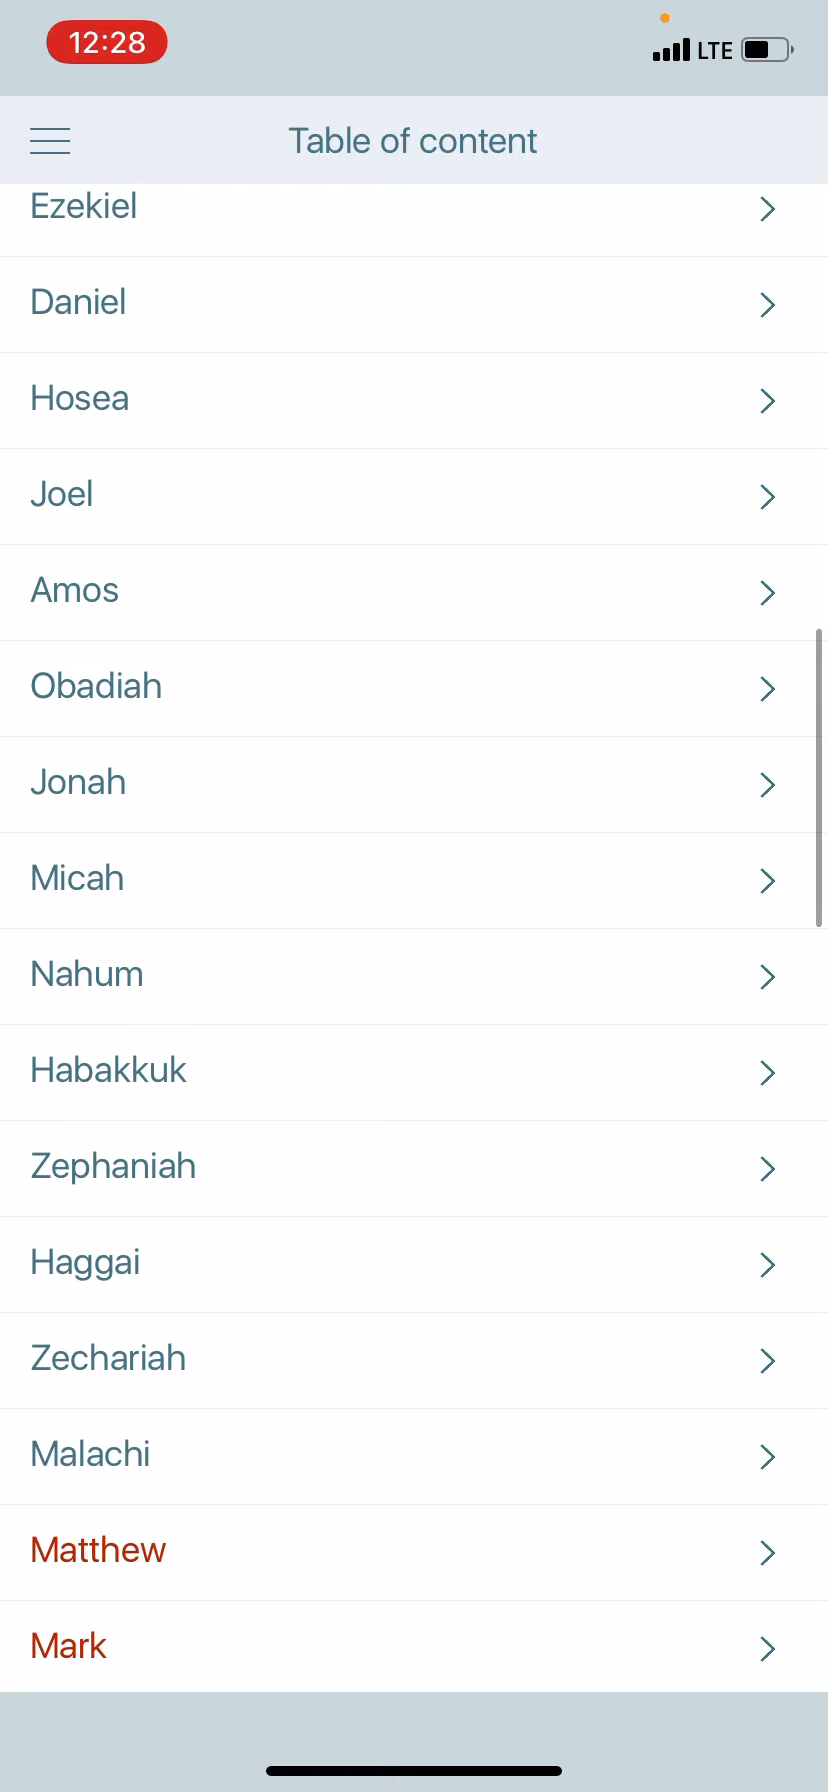 12:28
LTE
Table of content
Ezekiel
Daniel
Hosea
Joel
Amos
Obadiah
Jonah
Micah
Nahum
Habakkuk
Zephaniah
Haggai
Zechariah
Malachi
Matthew
Mark